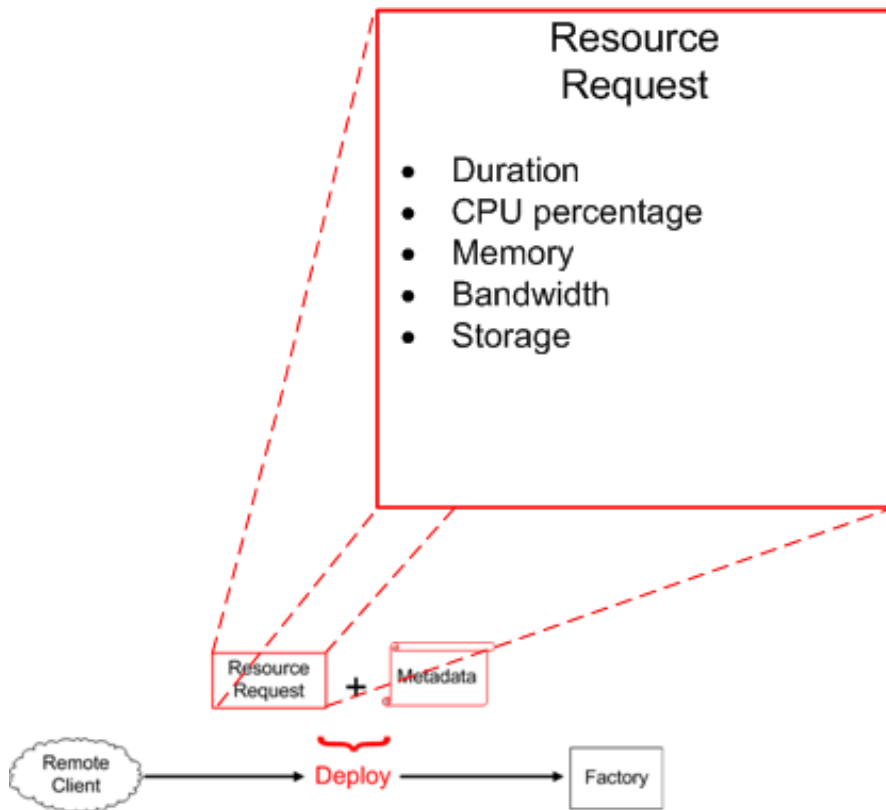 Resource
Request
• Duration
• CPU percentage
• Memory
• Bandwidth
• Storage
Resource
Request
+
Metadata
Remote
Client
Deploy
Factory